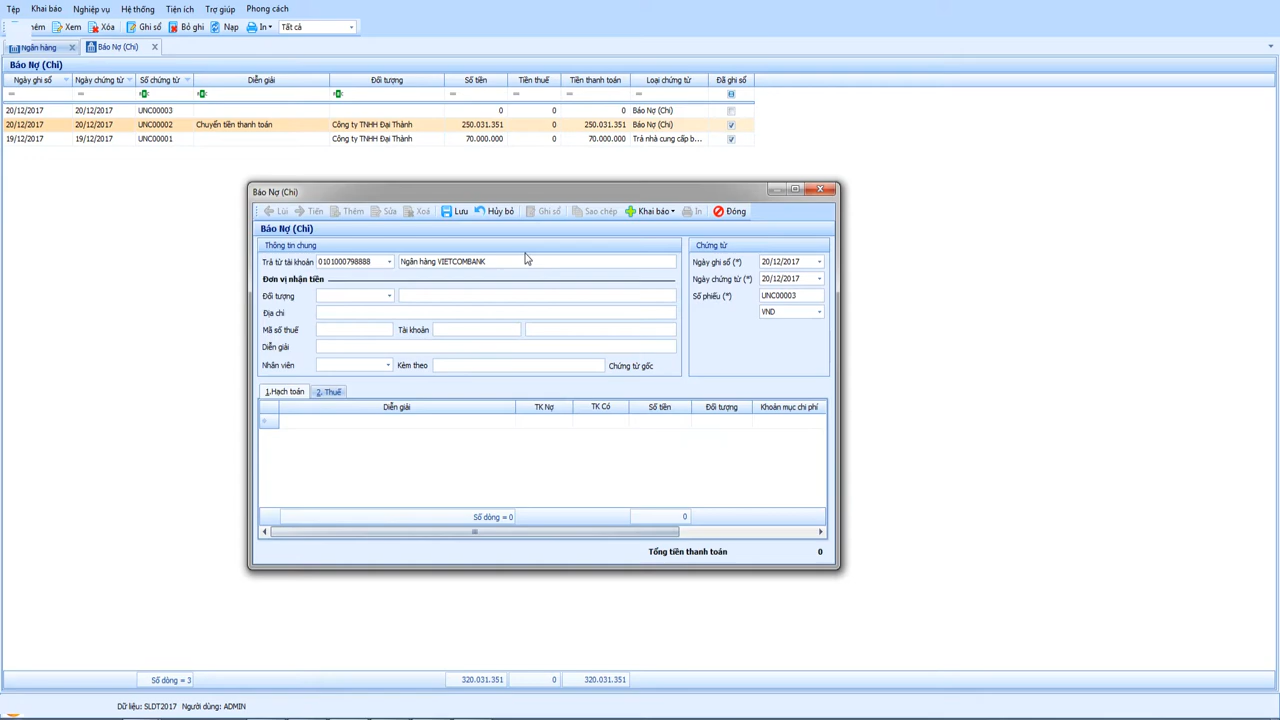 Tệp Khai báo Nghiệp vụ Hệ thống Tiện ích Trợ giúp Phong cách
hêm Xem Xóa Ghi sổ Bỏ ghi Nạp In Tất cả
Ngân hàng Báo Nợ (Chi)
Báo Nợ (Chi)
Ngày ghi sổ Ngày chứng từ Số chứng từ Diễn giải Đối tượng Số tiền Tiền thuế Tiền thanh toán Loại chứng từ Đã ghi sổ
20/12/2017 20/12/2017 UNC00003 0 0 0 Báo Nợ (Chi)
20/12/2017 20/12/2017 UNC00002 Chuyển tiền thanh toán Công ty TNHH Đại Thành 250.031.351 0 250.031.351 Báo Nợ (Chi)
19/12/2017 19/12/2017 UNC00001 Công ty TNHH Đại Thành 70.000.000 0 70.000.000 Trả nhà cung cấp b...
Báo Nợ (Chi)
Lùi Tiến Thêm Sửa Xoá Lưu Hủy bỏ Ghi sổ Sao chép Khai báo In Đóng
Báo Nợ (Chi)
Thông tin chung Chứng từ
Trả từ tài khoản 0101000798888 Ngân hàng VIETCOMBANK Ngày ghi sổ (*) 20/12/2017
Đơn vị nhận tiền Ngày chứng từ (*) 20/12/2017
Đối tượng Số phiếu (*) UNC00003
Địa chỉ VND
Mã số thuế Tài khoản
Diễn giải
Nhân viên Kèm theo Chứng từ gốc
1.Hạch toán 2. Thuế
Diễn giải TK Nợ TK Có Số tiền Đối tượng Khoản mục chi phí
Số dòng = 0 0
Tổng tiền thanh toán 0
Số dòng = 3 320.031.351 0 320.031.351
Dữ liệu: SLDT2017 Người dùng: ADMIN